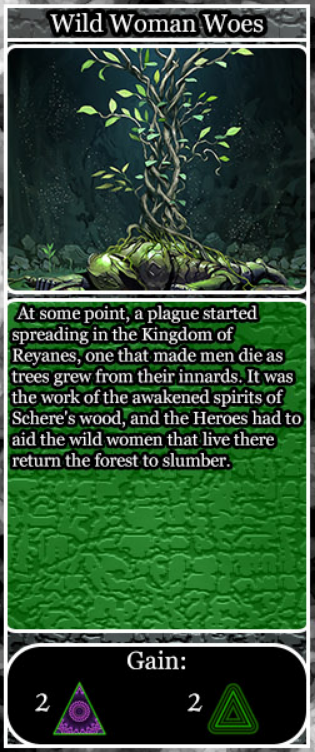 Wild Woman Woes
At some point, a plague started
spreading in the Kingdom of
Reyanes, one that made men die as
trees grew from their innards. It was
the work of the awakened spirits of
Schere's wood, and the Heroes had to
aid the wild women that live there
return the forest to slumber.
Gain:
2 2